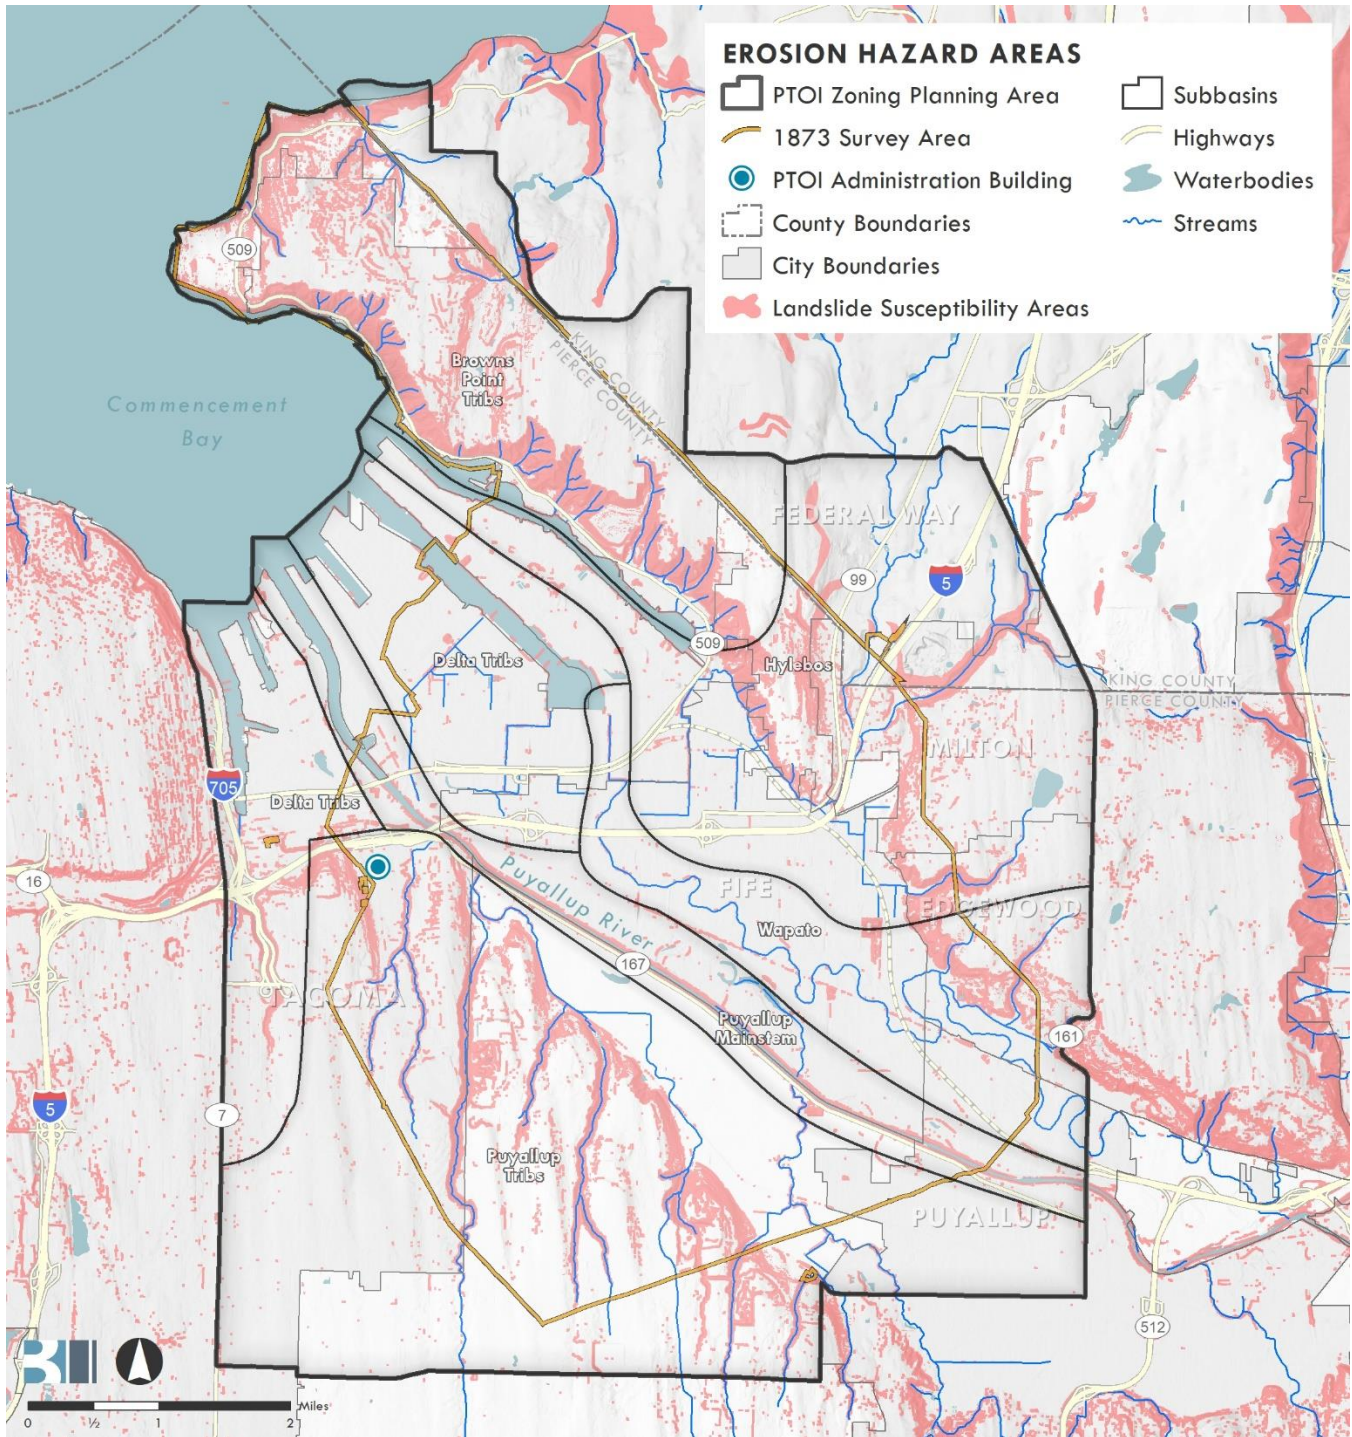 EROSION HAZARD AREAS
PTOI Zoning Planning Area
1873 Survey Area
PTOI Administration Building
County Boundaries
City Boundaries
Landslide Susceptibility Areas
Subbasins
Highways
Waterbodies
Streams
509
Browns
Point
Tribs
KING COUNTY
PIERCE COUNTY
Commencement
Bay
FEDERAL WAY
99
5
509
Hylebos
Delta Tribs
KING COUNTY
PIERCE COUNTY
MILTON
705
Delta Tribs
16
Puyallup River
FIFE
EDGEWOOD
Wapato
167
TACOMA
Puyallup
Mainstem
161
5
7
Puyallup
Tribs
PUYALLUP
512
0
½
1
2
Miles